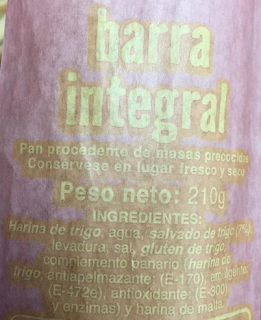 barra
integral
Pan procedente de masas precocidas
Consérvese en lugar fresco y seco
Peso neto: 210g
INGREDIENTES:
Harina de trigo, agua, salvado de trigo (7%),
levadura, sal, gluten de trigo,
complemento panario (harina de
trigo, antiapelmazante: (E-170), emulgente:
(E-472e), antioxidante: (E-300)
y enzimas) y harina de malta.